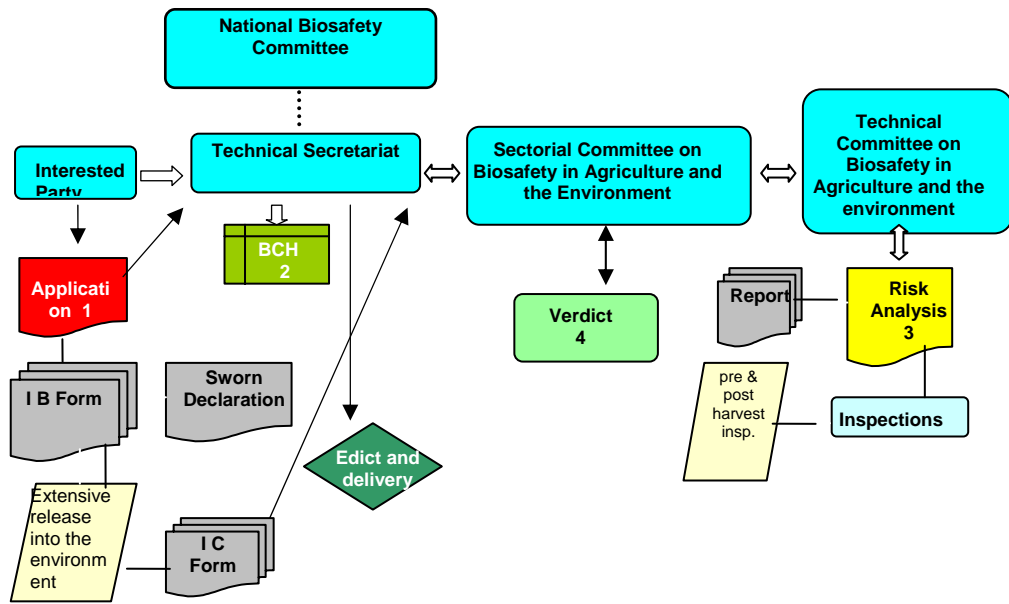 National Biosafety
Committee
Technical Secretariat
Interested
Party
Sectorial Committee on
Biosafety in Agriculture and
the Environment
Technical
Committee on
Biosafety in
Agriculture and the
environment
BCH
2
Applicati
on 1
Verdict
4
Report
Risk
Analysis
3
I B Form
Sworn
Declaration
pre &
post
harvest
insp.
Inspections
Edict and
delivery
Extensive
release
into the
environm
ent
I C
Form